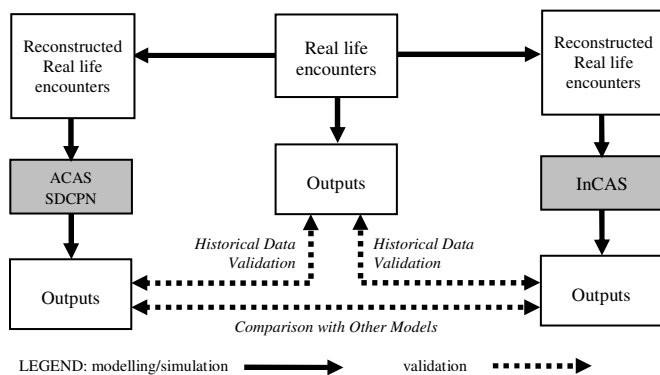 Reconstructed
Real life
encounters
Real life
encounters
Reconstructed
Real life
encounters
ACAS
SDCPN
Outputs
InCAS
Historical Data
Validation
Historical Data
Validation
Outputs
Outputs
Comparison with Other Models
LEGEND: modelling/simulation
validation